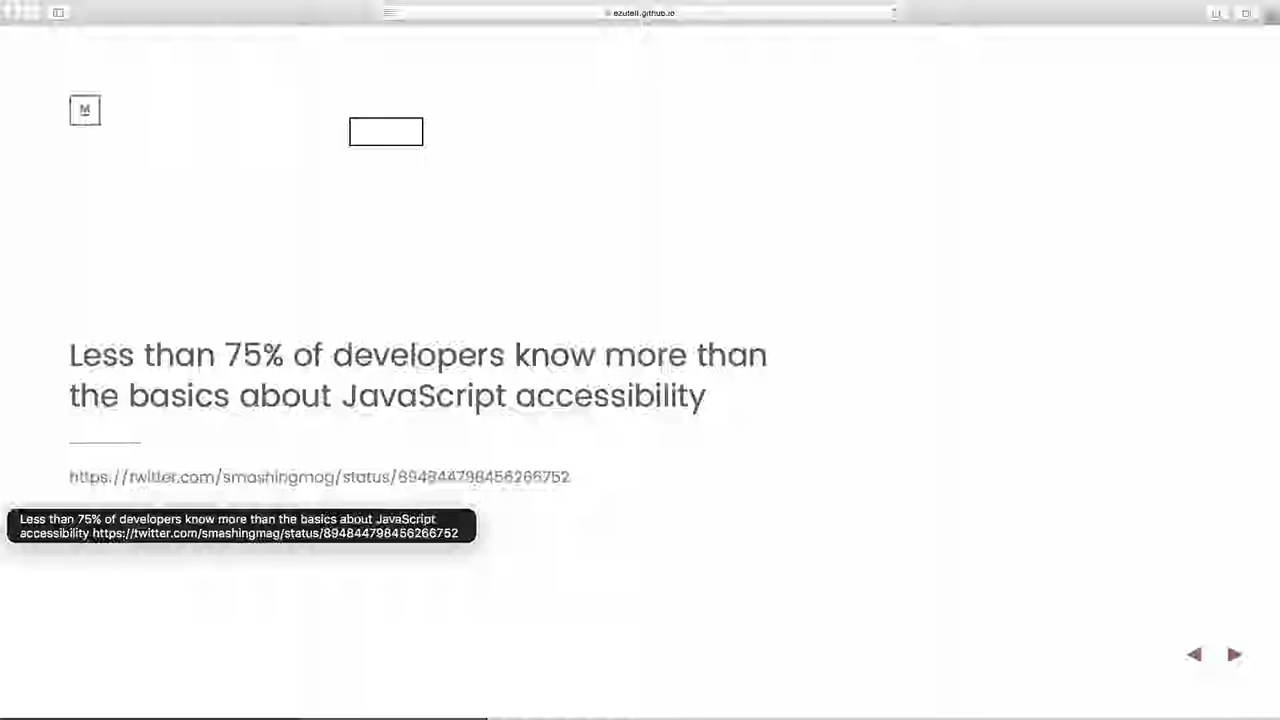 ezutell.github.io
M
Less than 75% of developers know more than
the basics about JavaScript accessibility
https://twitter.com/smashingmag/status/894844798456266752
Less than 75% of developers know more than the basics about JavaScript
accessibility https://twitter.com/smashingmag/status/894844798456266752